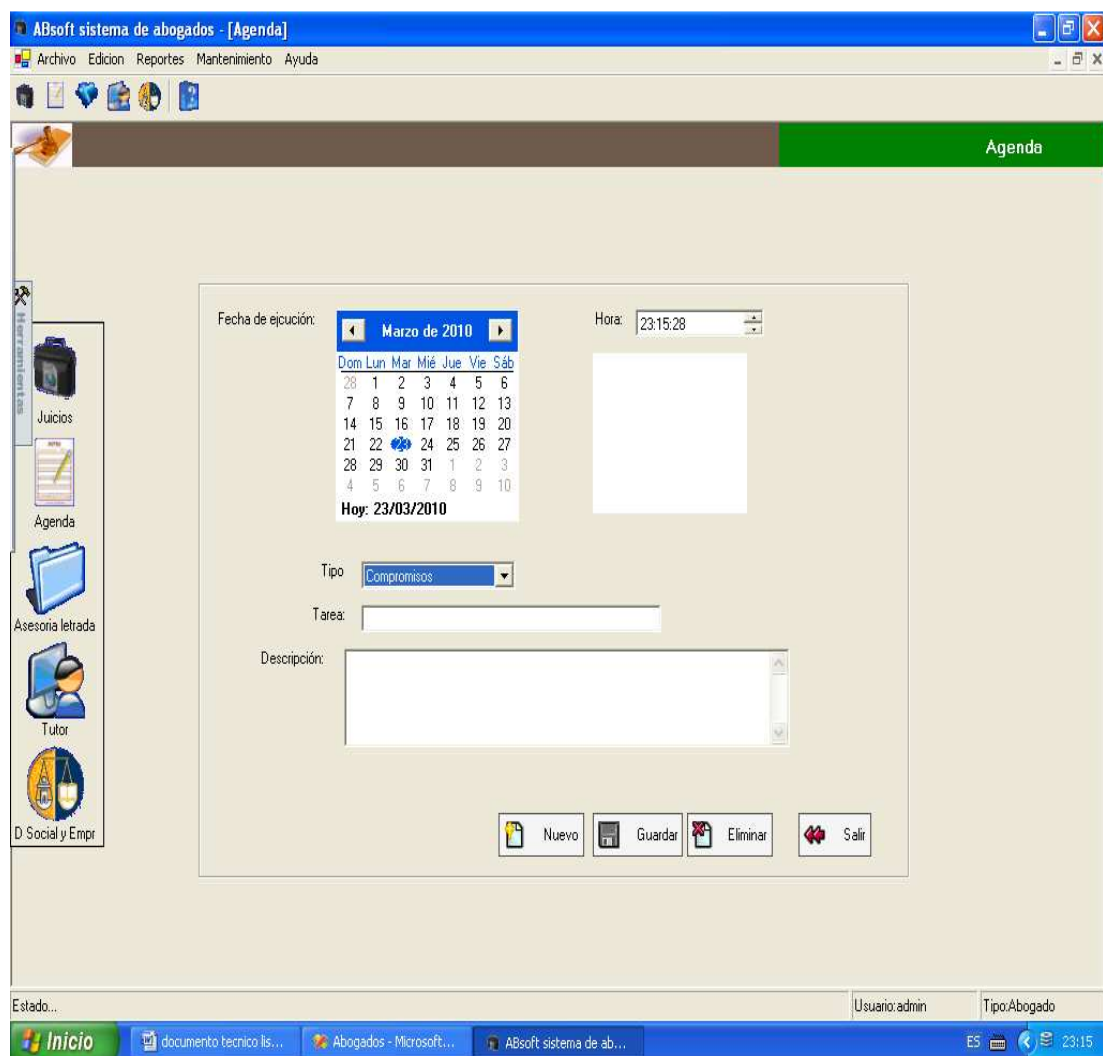 ABsoft sistema de abogados - [Agenda]
Archivo Edicion Reportes Mantenimiento Ayuda
Agenda
Herramientas
Juicios
Agenda
Asesoria letrada
Tutor
D Social y Empr
Fecha de ejcución:
Marzo de 2010
Dom Lun Mar Mié Jue Vie Sáb
28 1 2 3 4 5 6
7 8 9 10 11 12 13
14 15 16 17 18 19 20
21 22 23 24 25 26 27
28 29 30 31 1 2 3
4 5 6 7 8 9 10
Hoy: 23/03/2010
Hora: 23:15:28
Tipo Compromisos
Tarea:
Descripción:
Nuevo Guardar Eliminar Salir
Estado... Usuario:admin Tipo:Abogado
Inicio documento tecnico lis... Abogados - Microsoft... ABsoft sistema de ab... ES 23:15